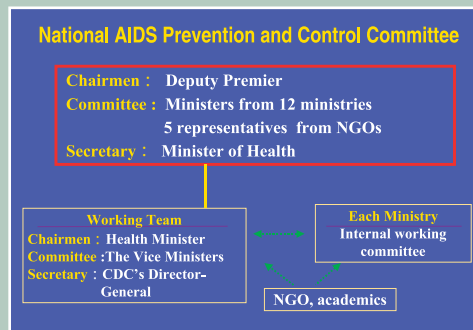 National AIDS Prevention and Control Committee
Chairmen : Deputy Premier
Committee : Ministers from 12 ministries
5 representatives from NGOs
Secretary : Minister of Health
Working Team
Chairmen : Health Minister
Committee :The Vice Ministers
Secretary : CDC's Director-
General
Each Ministry
Internal working
committee
NGO, academics